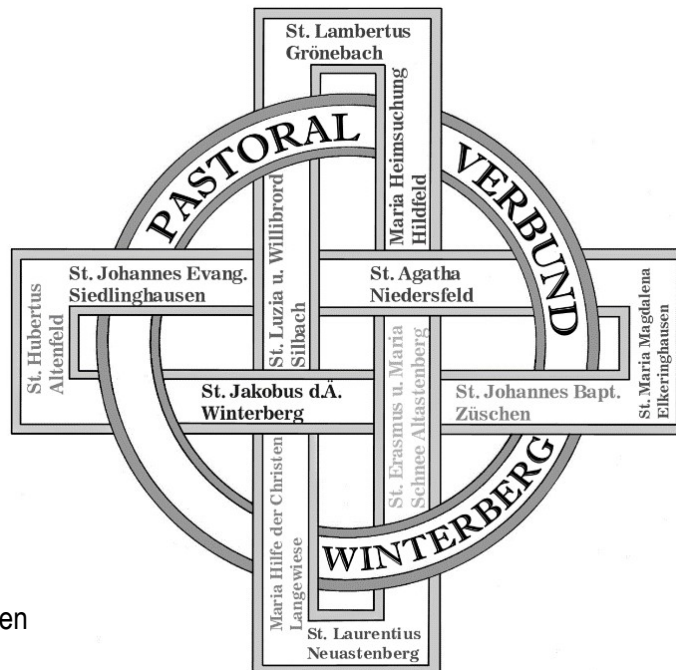 St. Lambertus
Grönebach
PASTORAL
VERBUND
WINTERBERG
Maria Heimsuchung
Hildfeld
St. Luzia u. Willibrord
Silbach
St. Johannes Evang.
Siedlinghausen
St. Agatha
Niedersfeld
St. Hubertus
Altenfeld
St. Maria Magdalena
Elkeringhausen
St. Jakobus d.Ä.
Winterberg
St. Erasmus u. Maria
Schnee Altastenberg
St. Johannes Bapt.
Züschen
Maria Hilfe der Christen
Langewiese
St. Laurentius
Neuastenberg
en